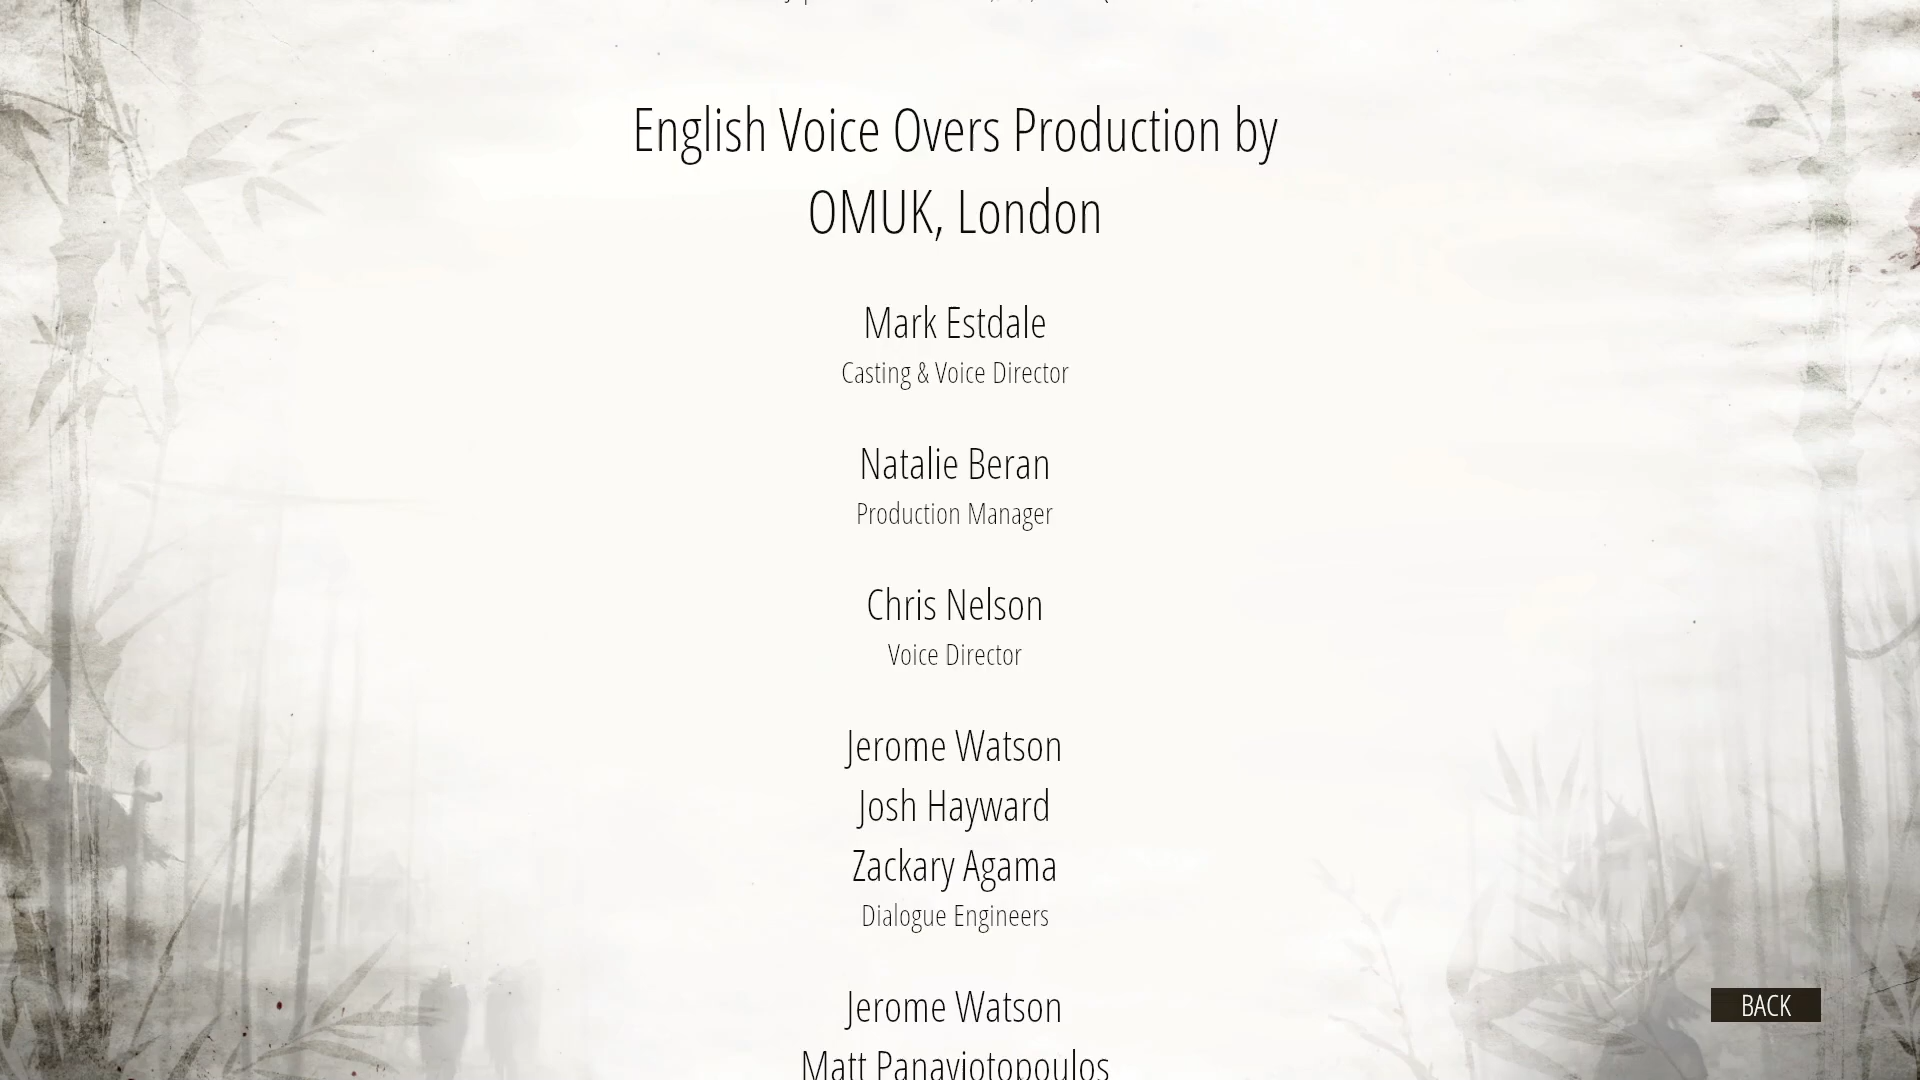 English Voice Overs Production by
OMUK, London
Mark Estdale
Casting & Voice Director
Natalie Beran
Production Manager
Chris Nelson
Voice Director
Jerome Watson
Josh Hayward
Zackary Agama
Dialogue Engineers
Jerome Watson
Matt Panayiotopoulos
BACK